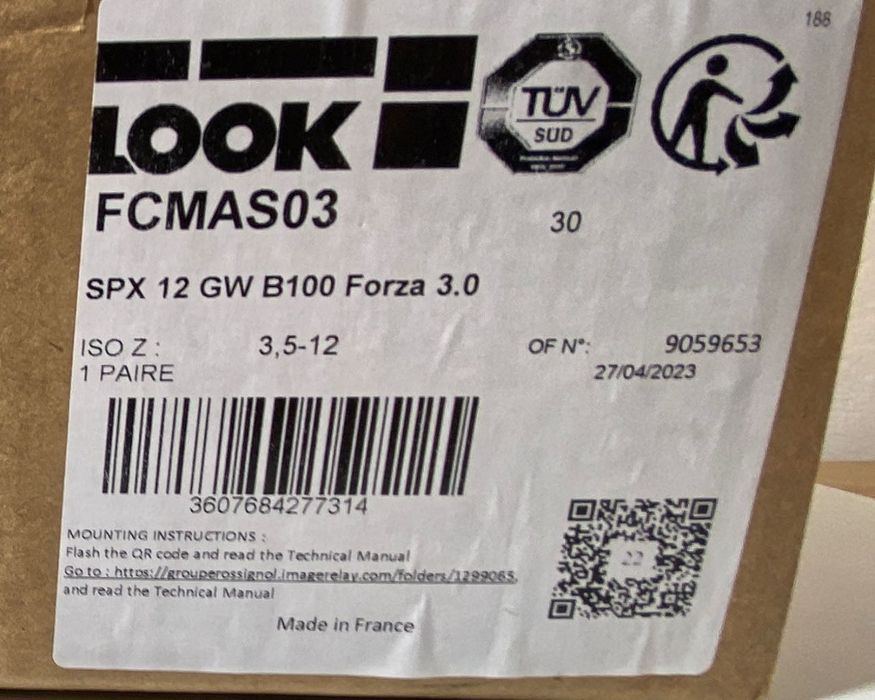 188
LOOK
TÜV
SUD
FCMAS03
30
SPX 12 GW B100 Forza 3.0
ISO Z : 3,5-12
OF N°: 9059653
1 PAIRE
27/04/2023
3607684277314
MOUNTING INSTRUCTIONS :
Flash the QR code and read the Technical Manual
Go to : https://grouperossignol.imagerelay.com/folders/1299065,
and read the Technical Manual
22
Made in France